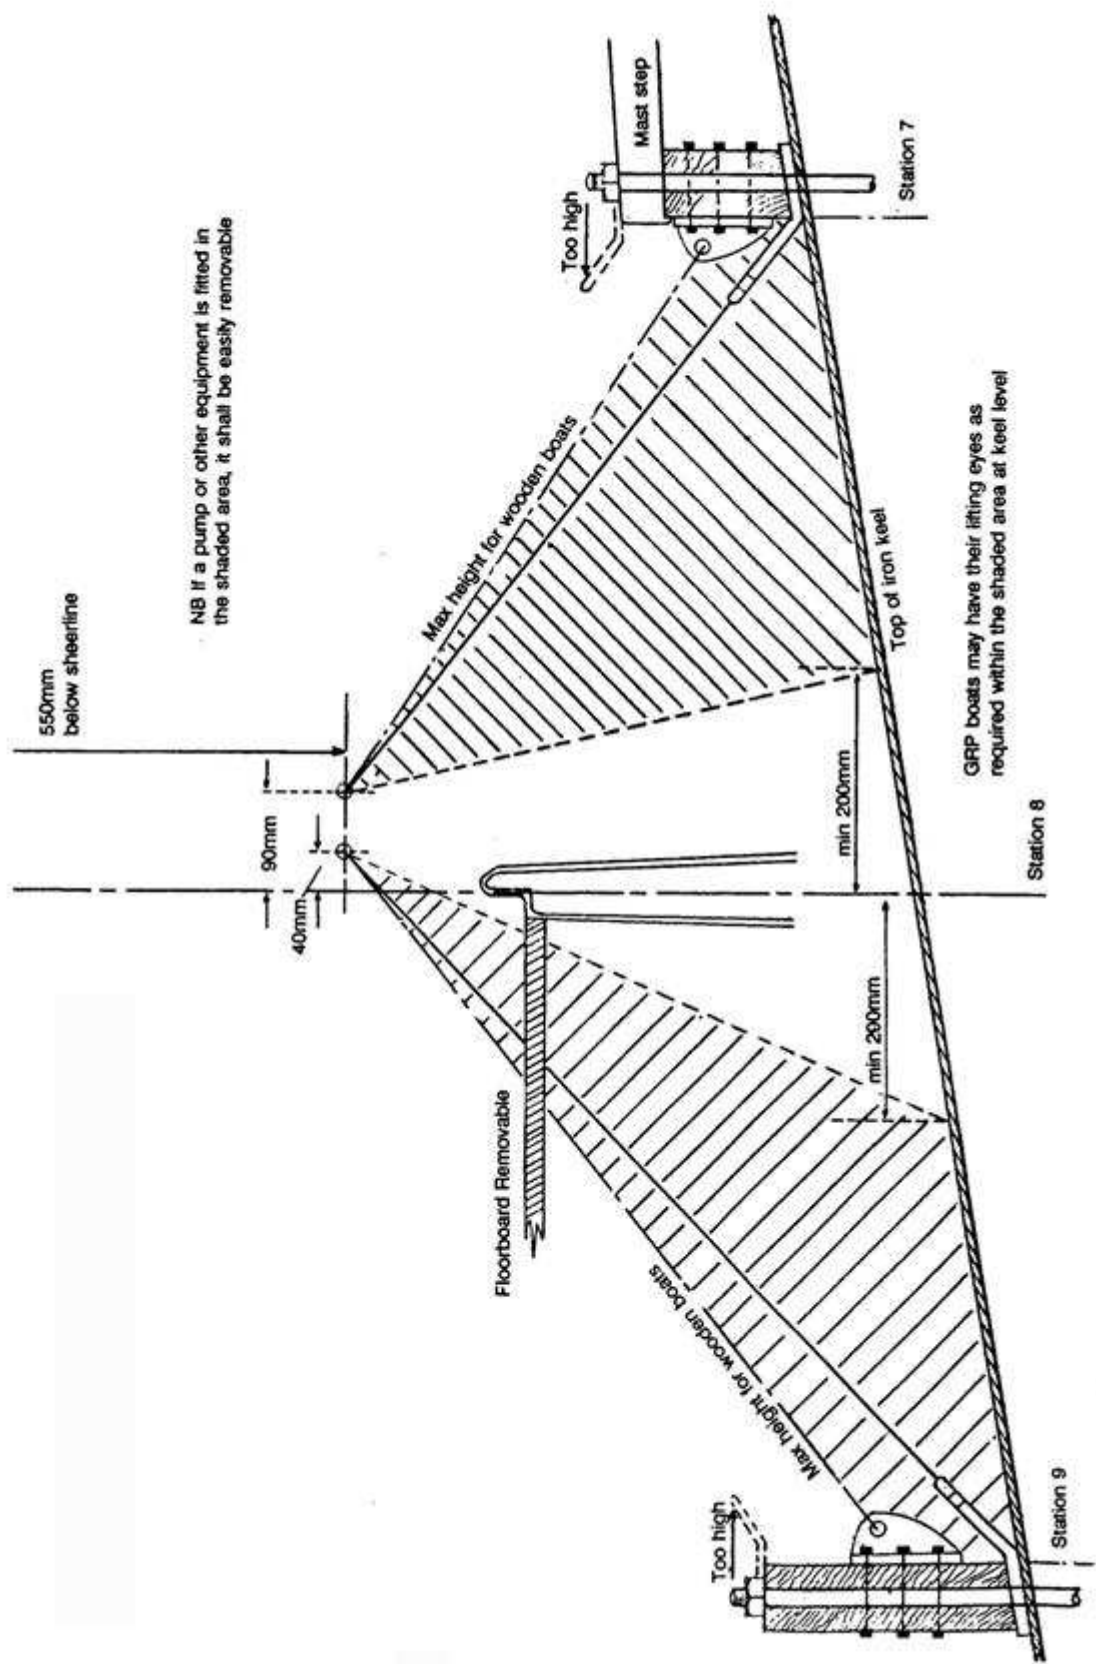 550mm
below sheerline
NB If a pump or other equipment is fitted in
the shaded area, it shall be easily removable
90mm
40mm
Too high
Mast step
Max height for wooden boats
Floorboard Removable
Max height for wooden boats
Too high
min 200mm
min 200mm
Top of iron keel
Station 7
GRP boats may have their lifting eyes as
required within the shaded area at keel level
Station 8
Station 9